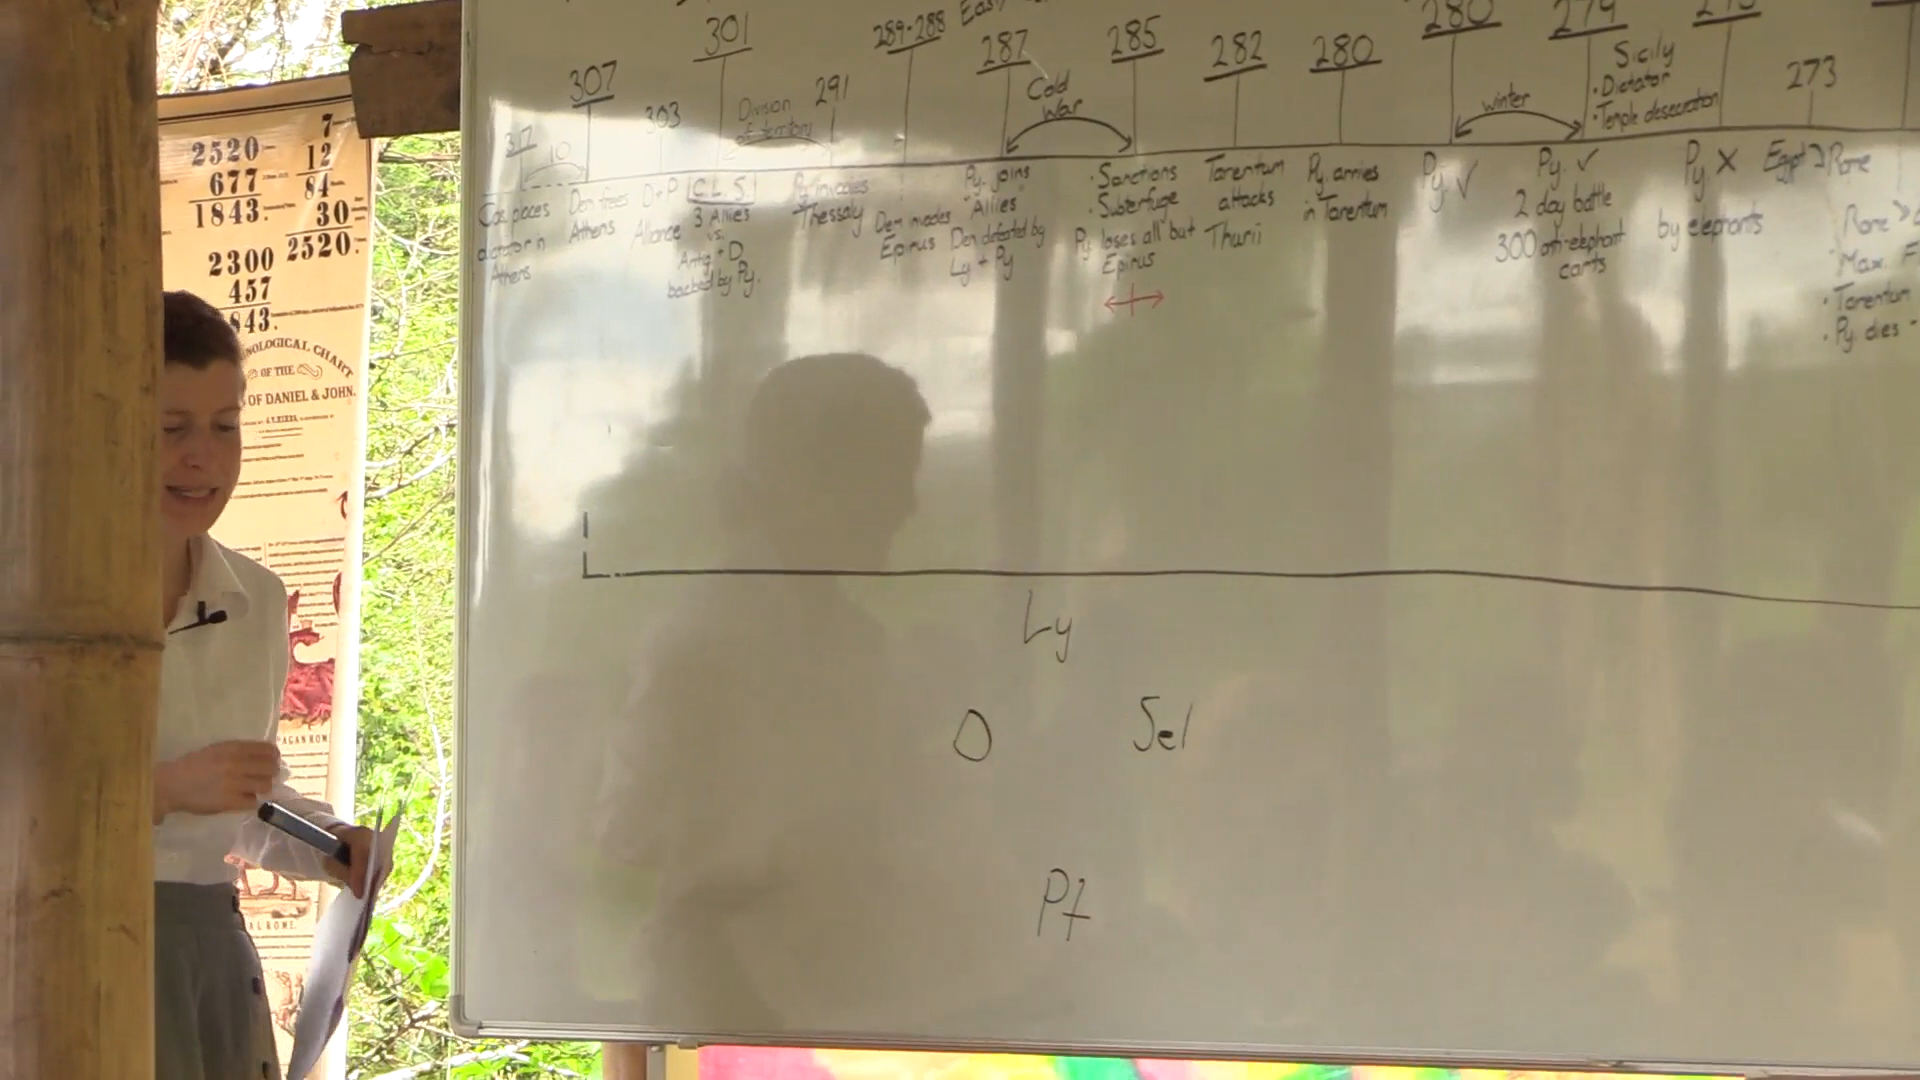 2520-
677
1843.
2300
457
1843.
7
12
84
30
2520.
CHART
OF THE
OF DANIEL & JOHN.
PAGAN ROME
301
289-288
287
285
282
280
280
279
307
303
291
273
317
10
Division
of territory
Cold
War
winter
Sicily
• Dictator
• Temple desecration
Cas. places
dictator in
Athens
Dem frees
Athens
D+P
Alliance
C.L.S.
3 Allies
vs.
Antig + D
backed by Py.
Py. invades
Thessaly
Dem invades
Epirus
Py. joins
Allies
Dem defeated by
Ly + Py
• Sanctions
• Subterfuge
Py. loses all but
Epirus
Tarentum
attacks
Thurii
Py. arrives
in Tarentum
Py. ✓
Py. ✓
2 day battle
300 anti-elephant
carts
Py X
by elephants
Egypt
Rome
Rome >
Max.
• Tarentum
• Py. dies -
Ly
D
Sel
Pt